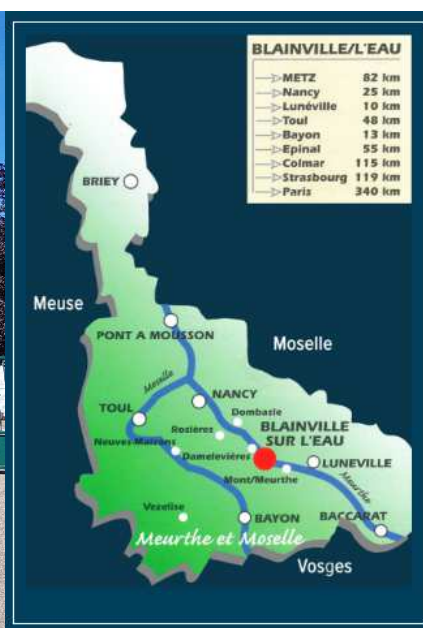 BLAINVILLE/L'EAU
METZ 82 km
Nancy 25 km
Lunéville 10 km
Toul 48 km
Bayon 13 km
Epinal 55 km
Colmar 115 km
Strasbourg 119 km
Paris 340 km
BRIEY
Meuse
PONT A MOUSSON
Moselle
Moselle
NANCY
TOUL
Dombasle
Rosières
BLAINVILLE
SUR L'EAU
Neuves Maisons
Damelevières
LUNEVILLE
Mont/Meurthe
Meurthe
Vezelise
BAYON
BACCARAT
Meurthe et Moselle
Vosges